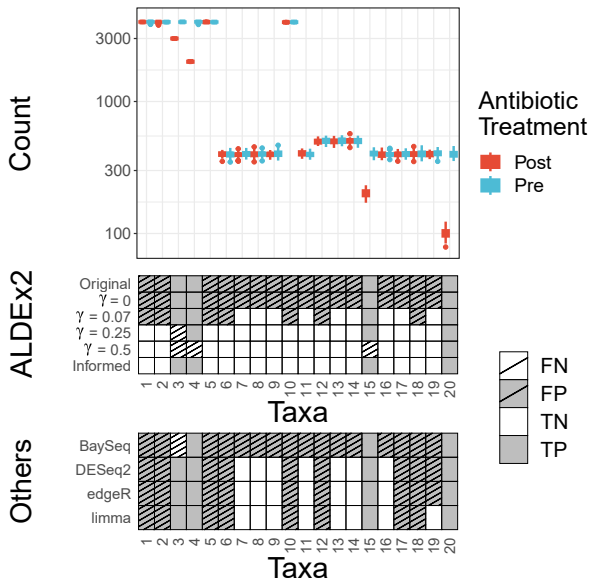 Count
3000
1000
300
100
Antibiotic
Treatment
Post
Pre
ALDEx2
Original
γ = 0
γ = 0.07
γ = 0.25
γ = 0.5
Informed
1 2 3 4 5 6 7 8 9 10 11 12 13 14 15 16 17 18 19 20
Taxa
FN
FP
TN
TP
Others
BaySeq
DESeq2
edgeR
limma
1 2 3 4 5 6 7 8 9 10 11 12 13 14 15 16 17 18 19 20
Taxa